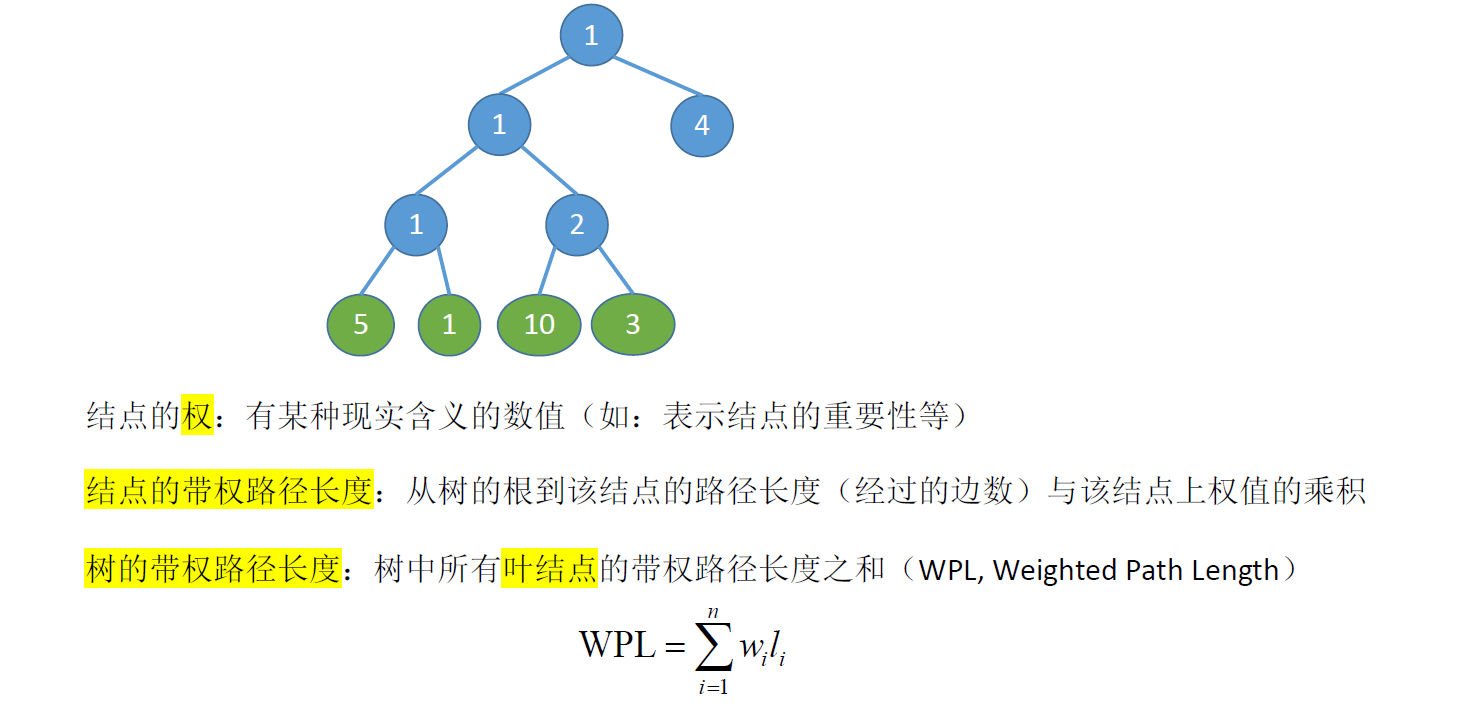 1
1 4
1 2
5 1 10 3
结点的权：有某种现实含义的数值（如：表示结点的重要性等）
结点的带权路径长度：从树的根到该结点的路径长度（经过的边数）与该结点上权值的乘积
树的带权路径长度：树中所有叶结点的带权路径长度之和（WPL, Weighted Path Length）
WPL = ∑_{i=1}^{n} w_i l_i